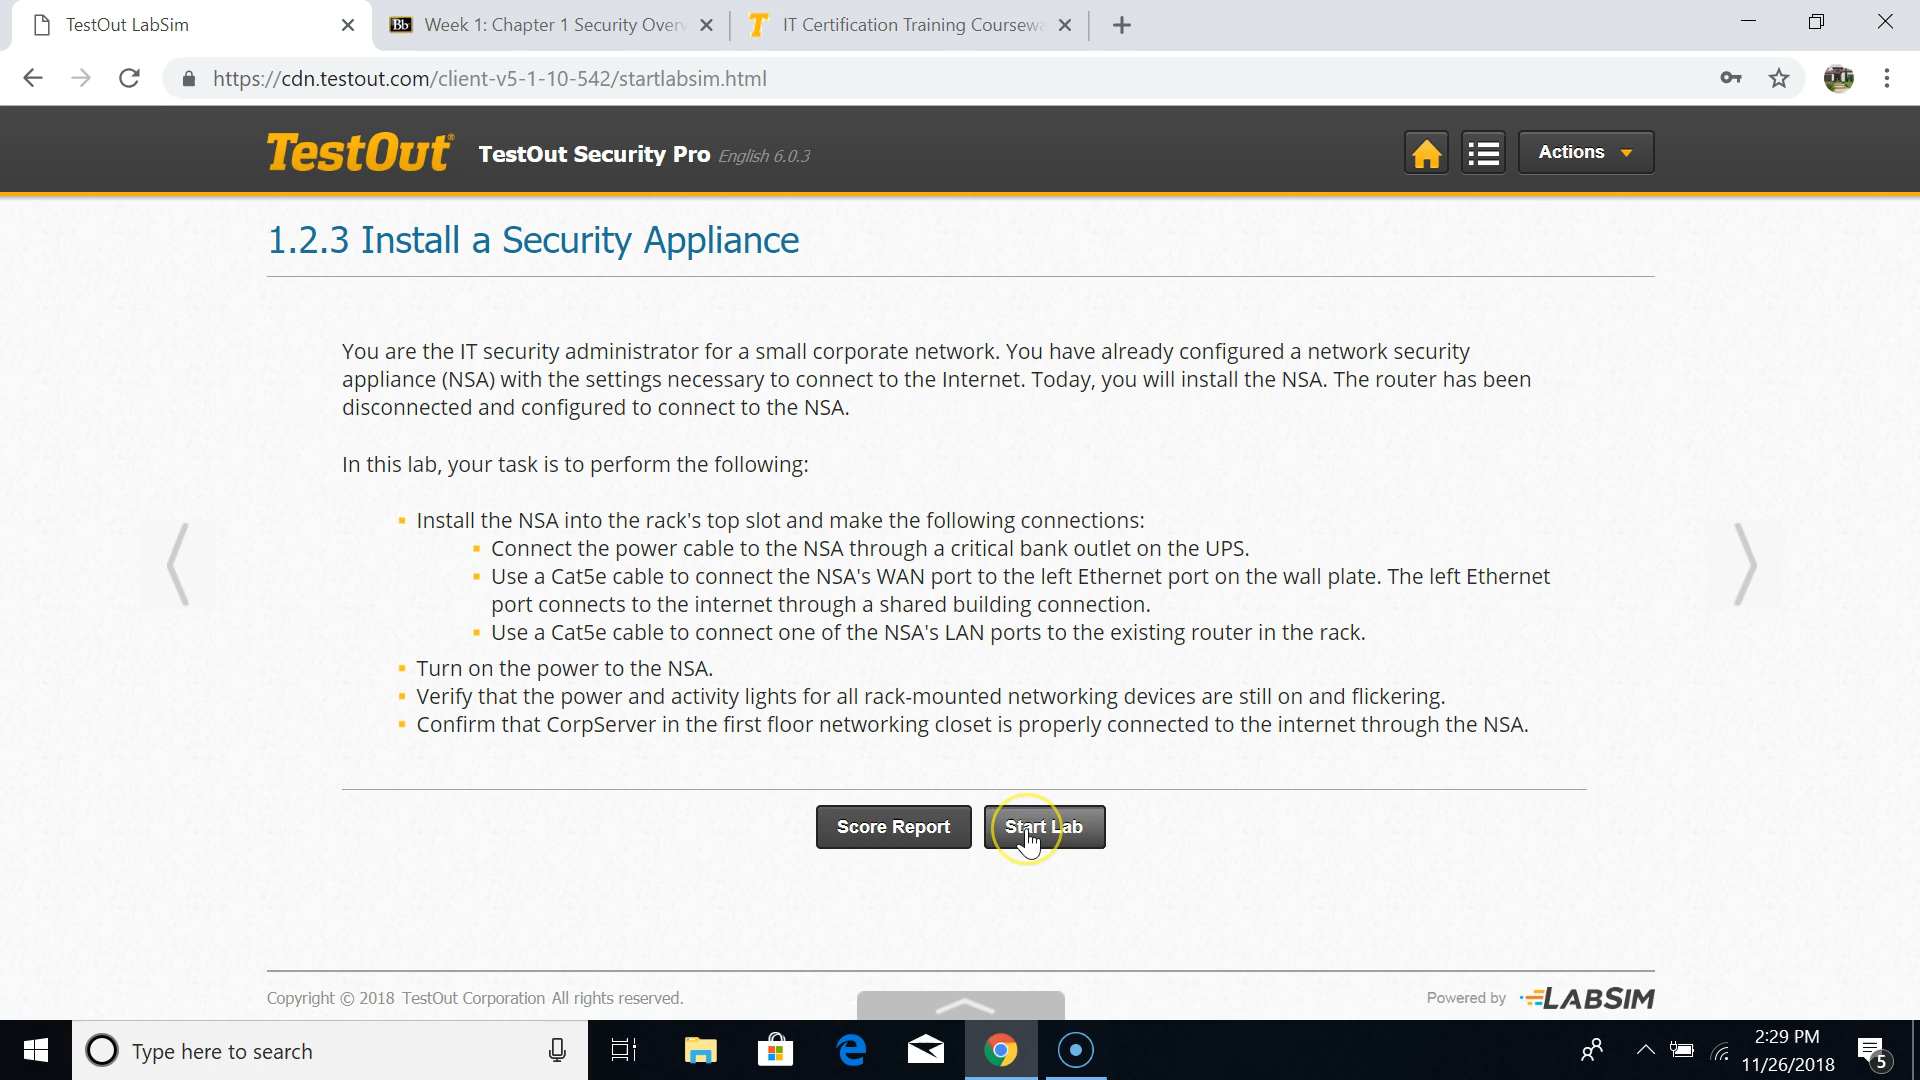 TestOut LabSim
Week 1: Chapter 1 Security Over
IT Certification Training Coursewa
https://cdn.testout.com/client-v5-1-10-542/startlabsim.html
TestOut® TestOut Security Pro English 6.0.3
Actions
1.2.3 Install a Security Appliance
You are the IT security administrator for a small corporate network. You have already configured a network security
appliance (NSA) with the settings necessary to connect to the Internet. Today, you will install the NSA. The router has been
disconnected and configured to connect to the NSA.
In this lab, your task is to perform the following:
Install the NSA into the rack's top slot and make the following connections:
Connect the power cable to the NSA through a critical bank outlet on the UPS.
Use a Cat5e cable to connect the NSA's WAN port to the left Ethernet port on the wall plate. The left Ethernet
port connects to the internet through a shared building connection.
Use a Cat5e cable to connect one of the NSA's LAN ports to the existing router in the rack.
Turn on the power to the NSA.
Verify that the power and activity lights for all rack-mounted networking devices are still on and flickering.
Confirm that CorpServer in the first floor networking closet is properly connected to the internet through the NSA.
Score Report
Start Lab
Copyright © 2018 TestOut Corporation All rights reserved.
Powered by LABSIM
Type here to search
2:29 PM
11/26/2018
5